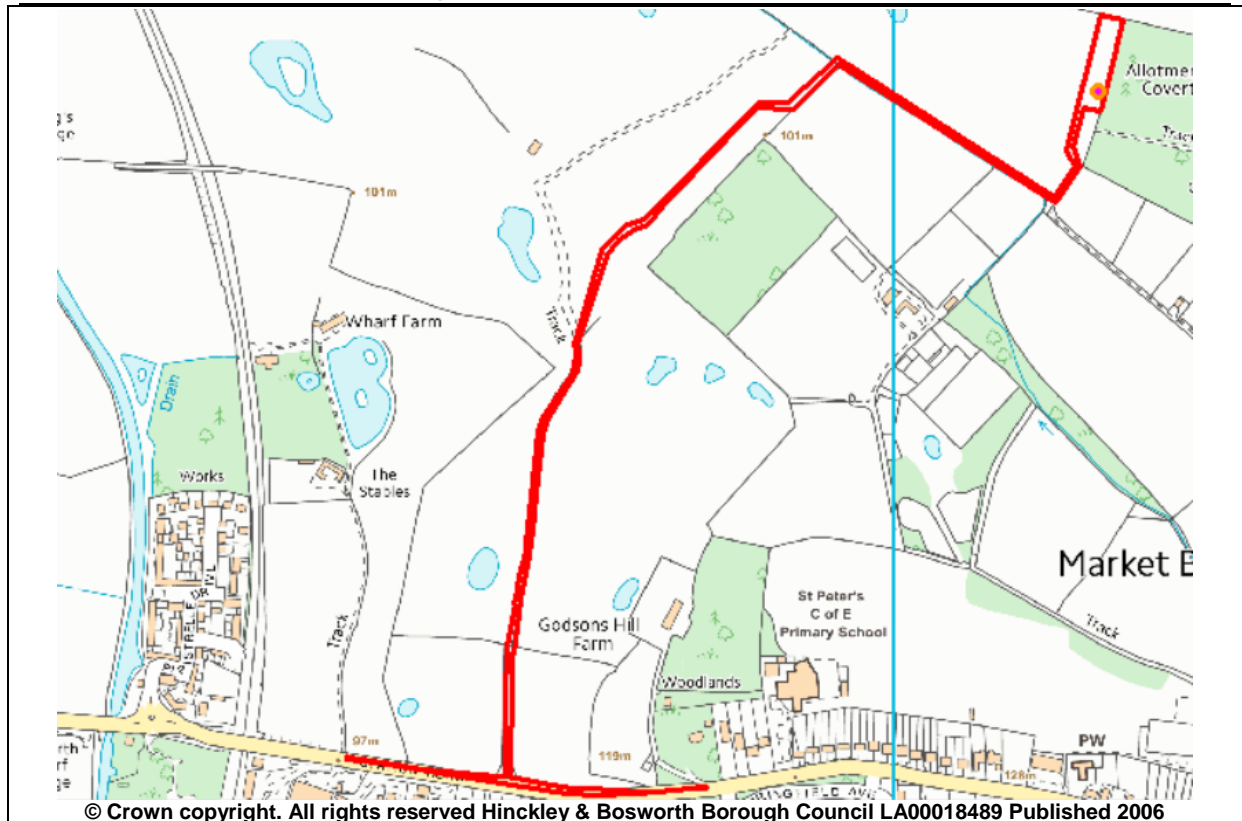 Allotmen
Covert
Track
101m
101m
Track
Wharf Farm
Drain
Works
The
Stables
Market B
St Peter's
C of E
Primary School
Godsons Hill
Farm
Track
Track
Woodlands
97m
119m
PW
128m
© Crown copyright. All rights reserved Hinckley & Bosworth Borough Council LA00018489 Published 2006